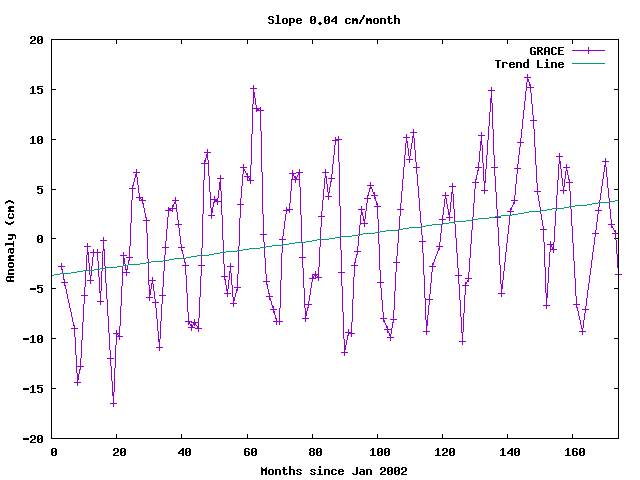 Slope 0.04 cm/month
GRACE
Trend Line
Anomaly (cm)
20
15
10
5
0
-5
-10
-15
-20
0 20 40 60 80 100 120 140 160
Months since Jan 2002